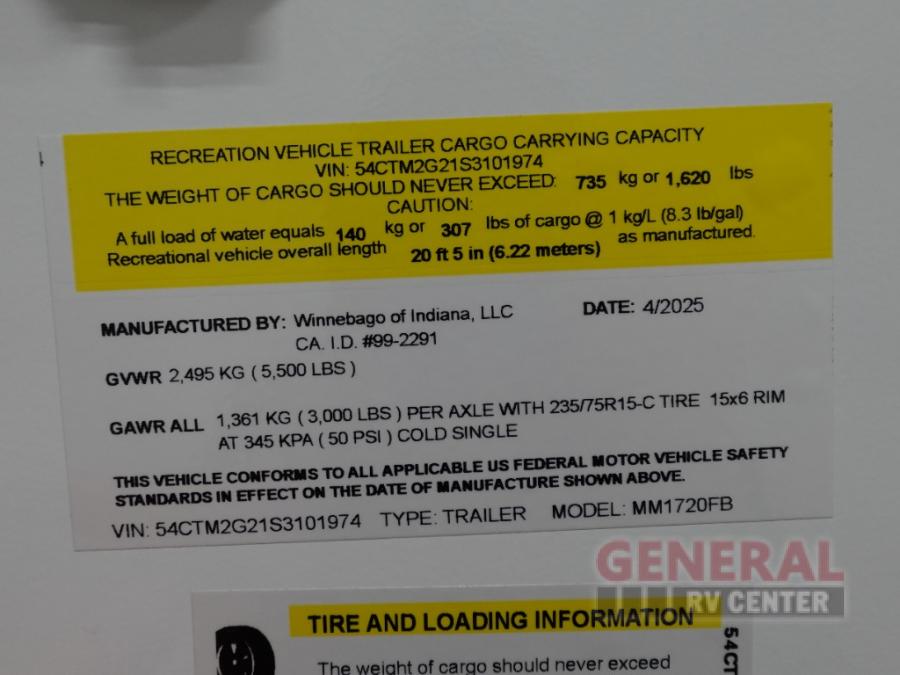 RECREATION VEHICLE TRAILER CARGO CARRYING CAPACITY
VIN: 54CTM2G21S3101974
THE WEIGHT OF CARGO SHOULD NEVER EXCEED: 735 kg or 1,620 lbs
CAUTION:
A full load of water equals 140 kg or 307 lbs of cargo @ 1 kg/L (8.3 lb/gal)
Recreational vehicle overall length 20 ft 5 in (6.22 meters) as manufactured.
MANUFACTURED BY: Winnebago of Indiana, LLC DATE: 4/2025
CA. I.D. #99-2291
GVWR 2,495 KG ( 5,500 LBS )
GAWR ALL 1,361 KG ( 3,000 LBS ) PER AXLE WITH 235/75R15-C TIRE 15x6 RIM
AT 345 KPA ( 50 PSI ) COLD SINGLE
THIS VEHICLE CONFORMS TO ALL APPLICABLE US FEDERAL MOTOR VEHICLE SAFETY
STANDARDS IN EFFECT ON THE DATE OF MANUFACTURE SHOWN ABOVE.
VIN: 54CTM2G21S3101974 TYPE: TRAILER MODEL: MM1720FB
GENERAL
RV CENTER
TIRE AND LOADING INFORMATION
The weight of cargo should never exceed
54CT